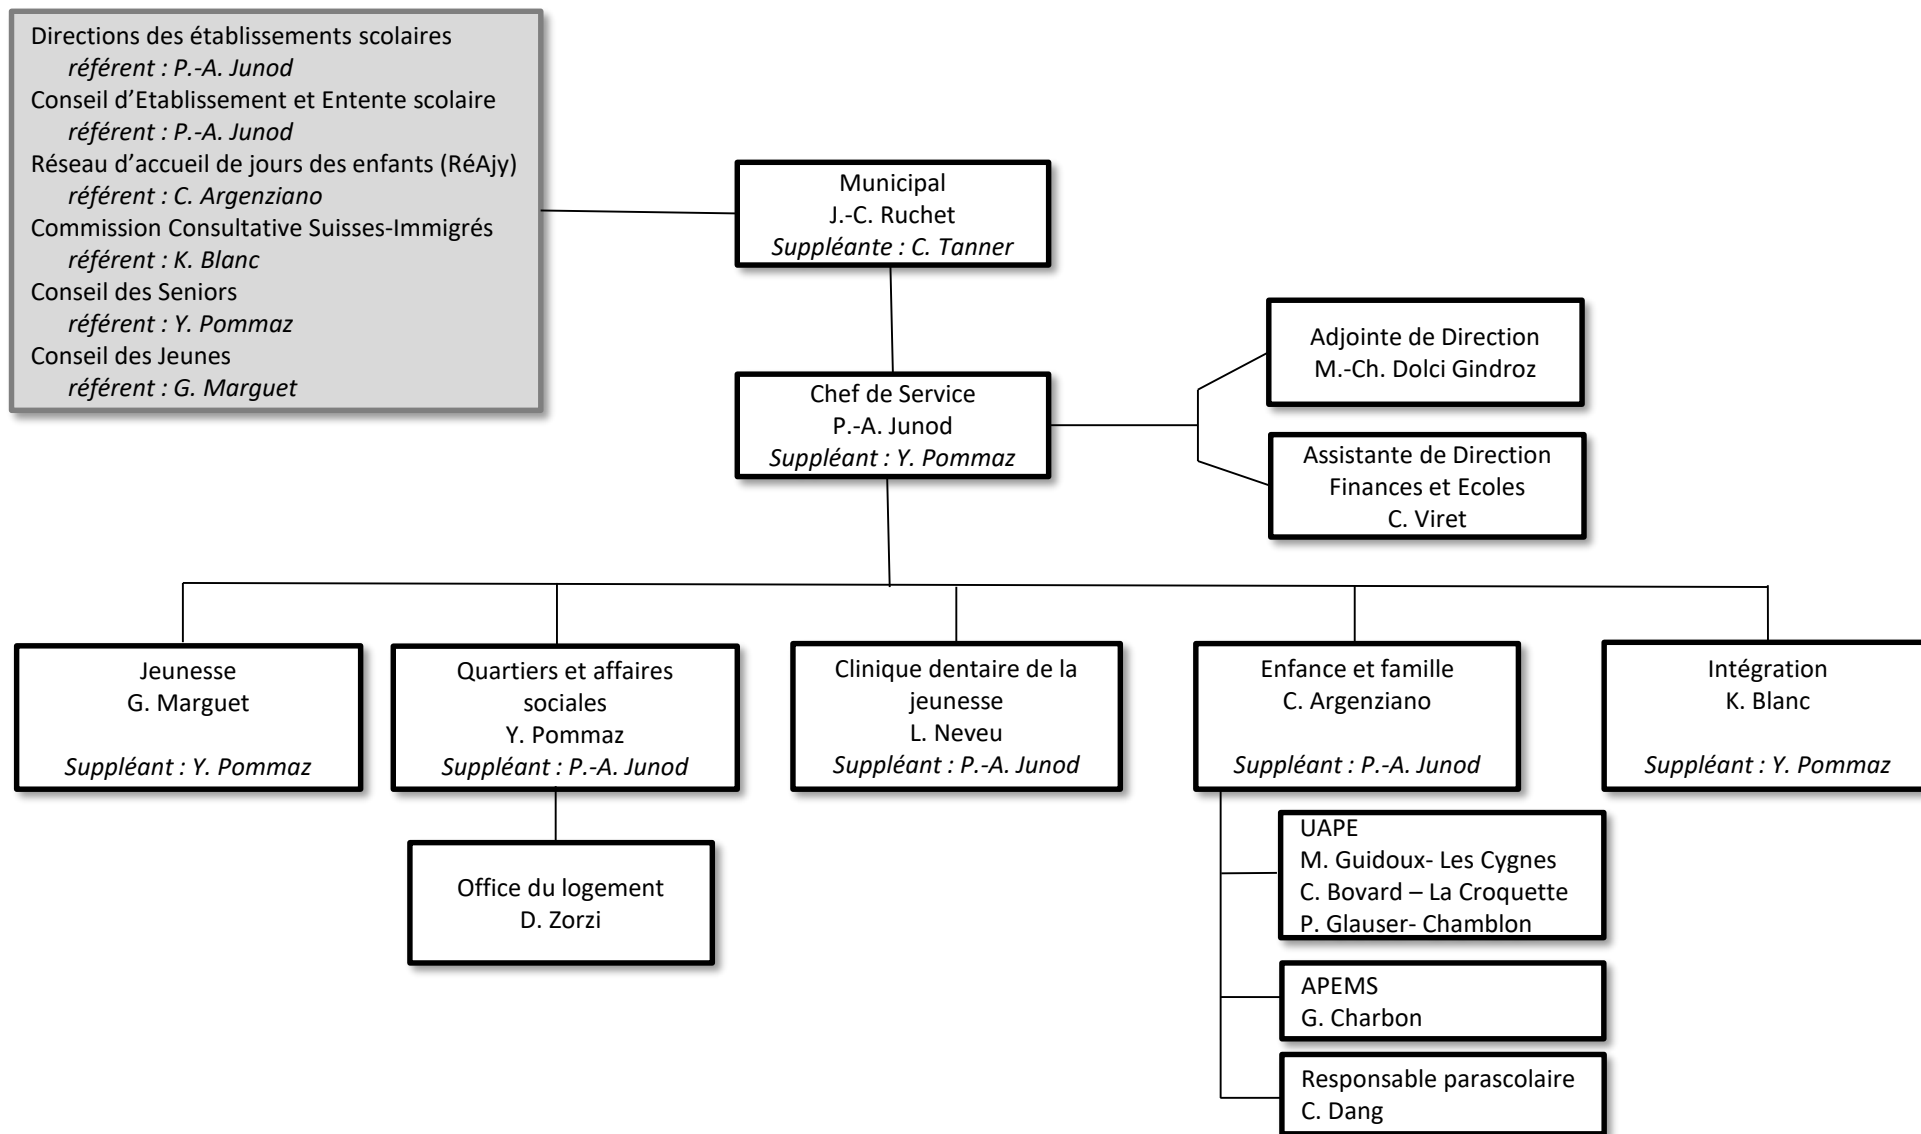 Directions des établissements scolaires
référent : P.-A. Junod
Conseil d’Etablissement et Entente scolaire
référent : P.-A. Junod
Réseau d’accueil de jours des enfants (RéAjy)
référent : C. Argenziano
Commission Consultative Suisses-Immigrés
référent : K. Blanc
Conseil des Seniors
référent : Y. Pommaz
Conseil des Jeunes
référent : G. Marguet
Municipal
J.-C. Ruchet
Suppléante : C. Tanner
Chef de Service
P.-A. Junod
Suppléant : Y. Pommaz
Adjointe de Direction
M.-Ch. Dolci Gindroz
Assistante de Direction
Finances et Ecoles
C. Viret
Jeunesse
G. Marguet
Suppléant : Y. Pommaz
Quartiers et affaires
sociales
Y. Pommaz
Suppléant : P.-A. Junod
Clinique dentaire de la
jeunesse
L. Neveu
Suppléant : P.-A. Junod
Enfance et famille
C. Argenziano
Suppléant : P.-A. Junod
Intégration
K. Blanc
Suppléant : Y. Pommaz
Office du logement
D. Zorzi
UAPE
M. Guidoux- Les Cygnes
C. Bovard – La Croquette
P. Glauser- Chamblon
APEMS
G. Charbon
Responsable parascolaire
C. Dang